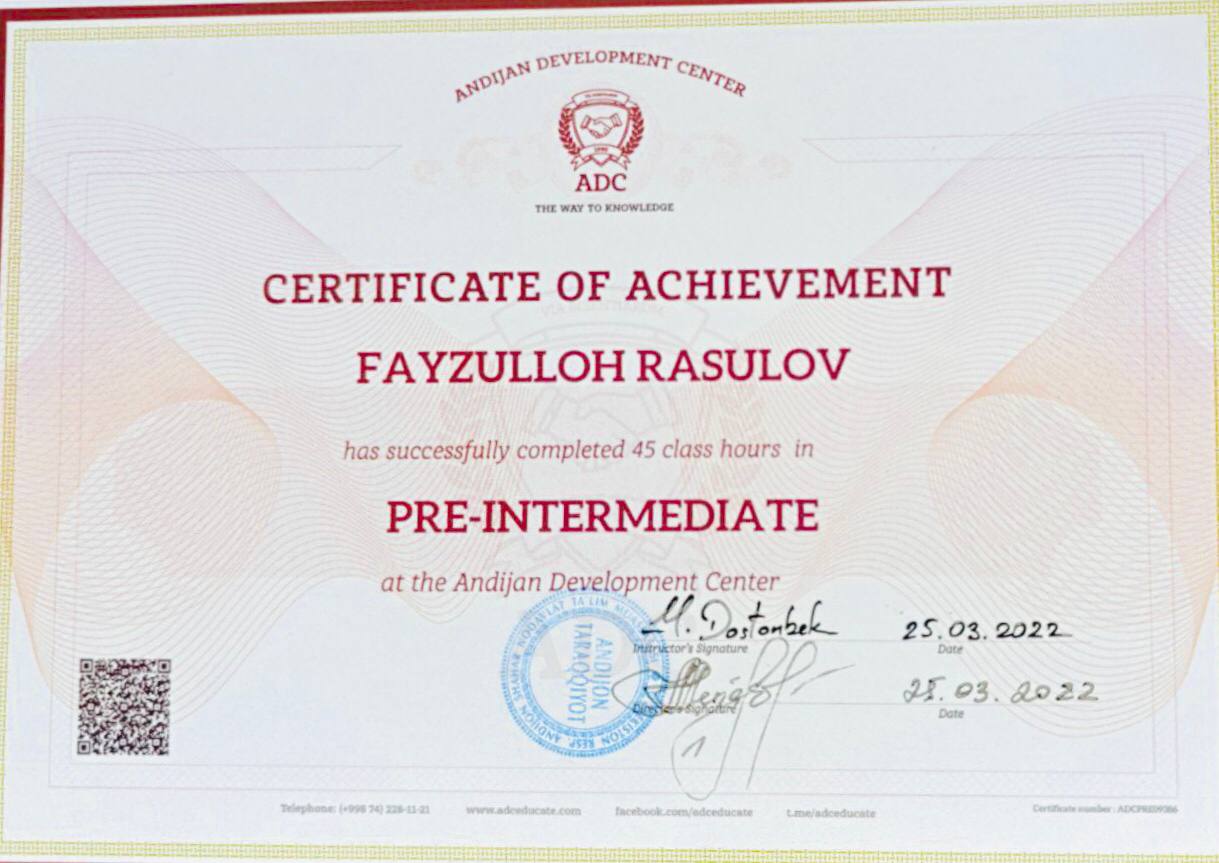 ANDIJAN DEVELOPMENT CENTER
ADC
THE WAY TO KNOWLEDGE
CERTIFICATE OF ACHIEVEMENT
FAYZULLOH RASULOV
has successfully completed 45 class hours in
PRE-INTERMEDIATE
at the Andijan Development Center
M. Dostonbek
25.03.2022
Instructor's Signature
Date
ANDIJON
TARAQQIYOT
25.03.2022
Director's Signature
Date
Telephone: (+998 74) 228-11-21
www.adceducate.com
facebook.com/adceducate
t.me/adceducate
Certificate number : ADCPRE09386